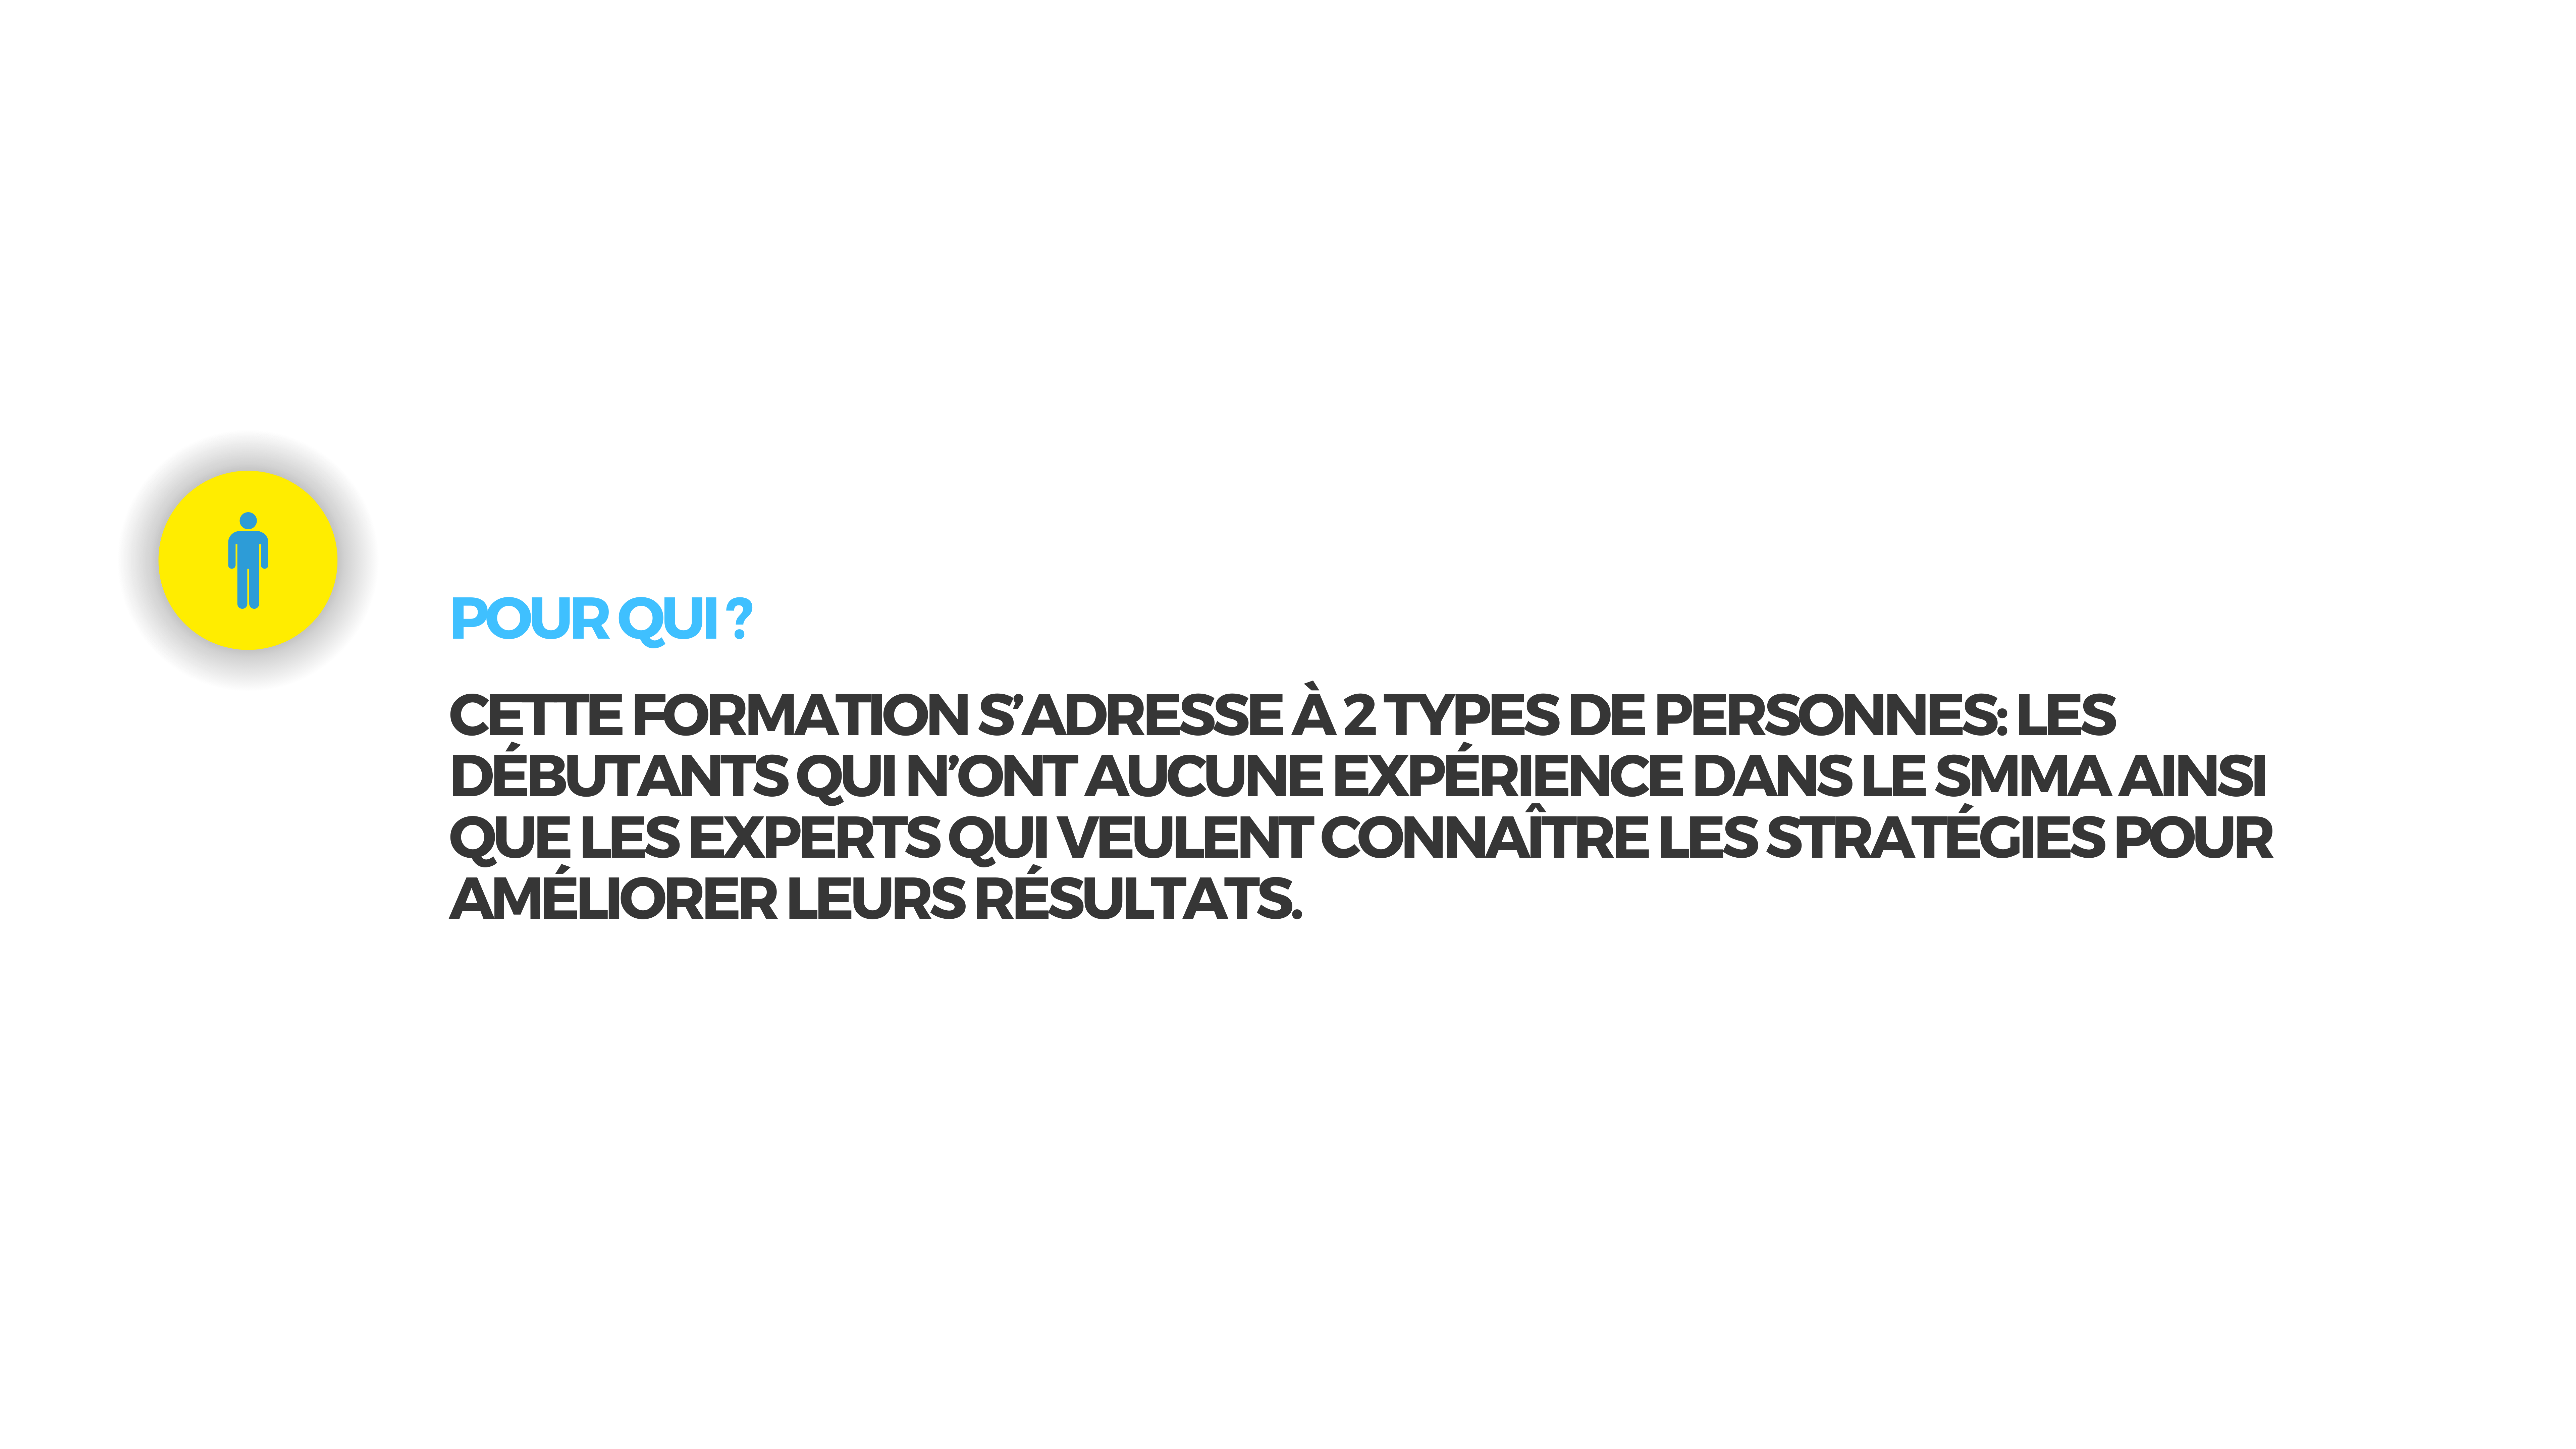 POUR QUI ?
CETTE FORMATION S’ADRESSE À 2 TYPES DE PERSONNES: LES
DÉBUTANTS QUI N’ONT AUCUNE EXPÉRIENCE DANS LE SMMA AINSI
QUE LES EXPERTS QUI VEULENT CONNAÎTRE LES STRATÉGIES POUR
AMÉLIORER LEURS RÉSULTATS.